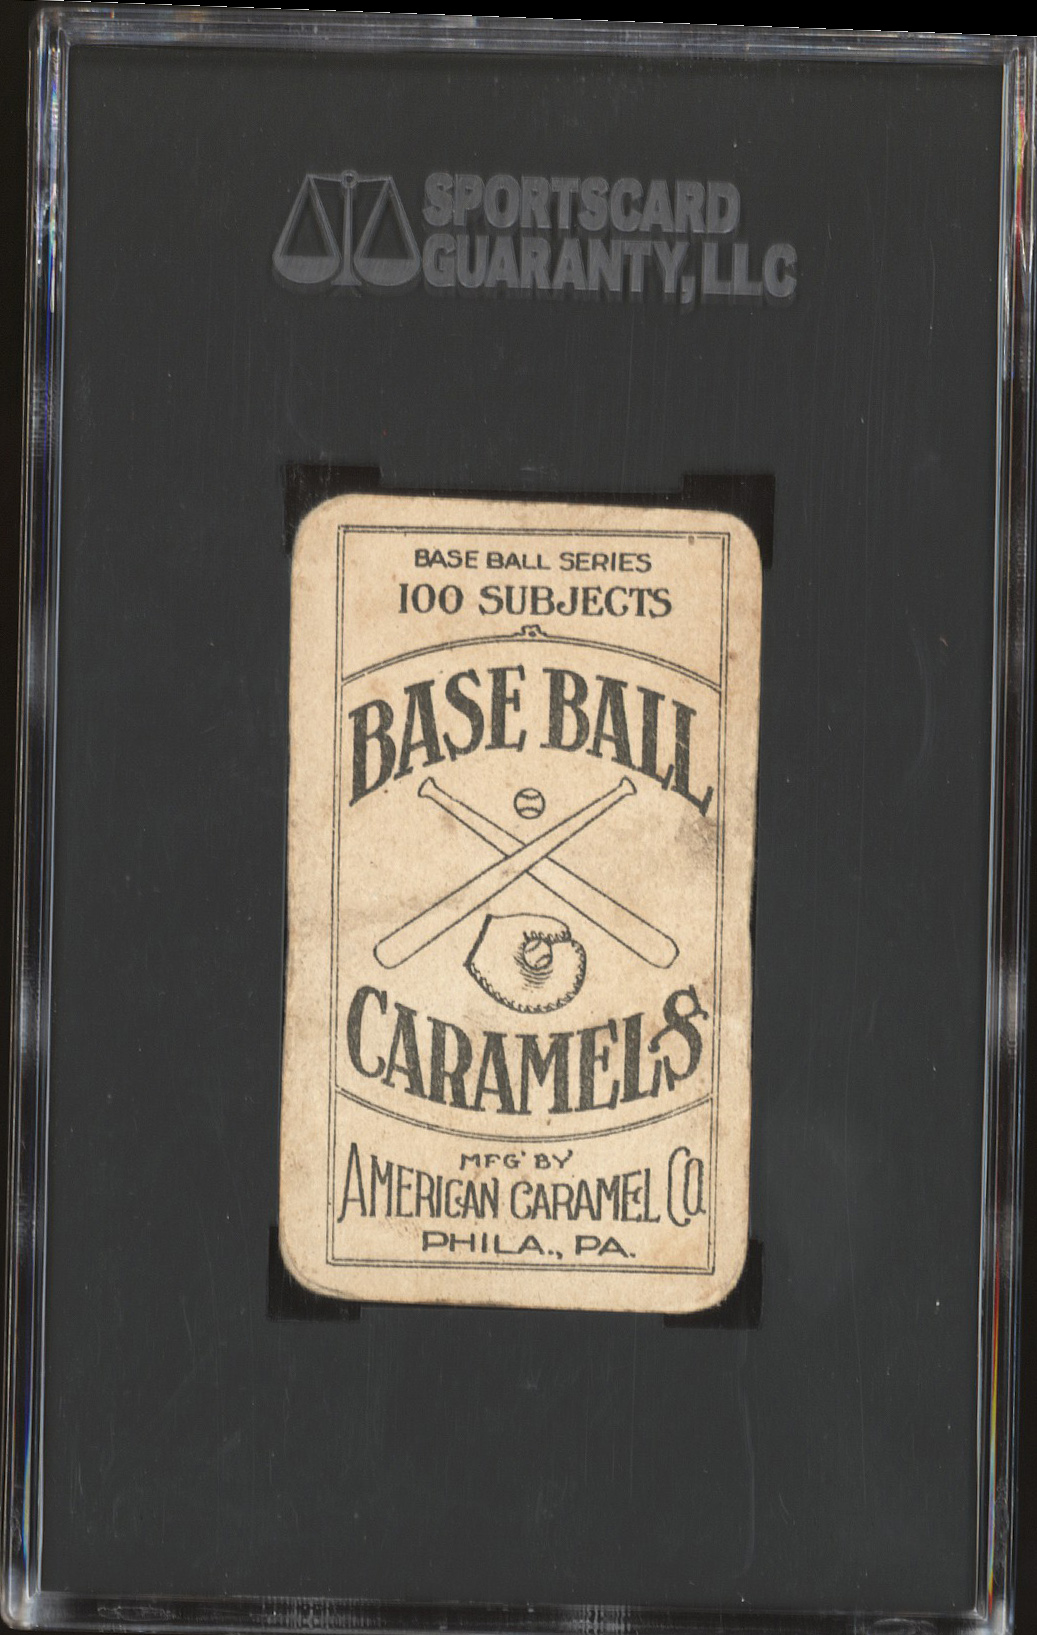 SPORTSCARD
GUARANTY, LLC
BASE BALL SERIES
100 SUBJECTS
BASE BALL
CARAMELS
MFG' BY
AMERICAN CARAMEL CO
PHILA., PA.